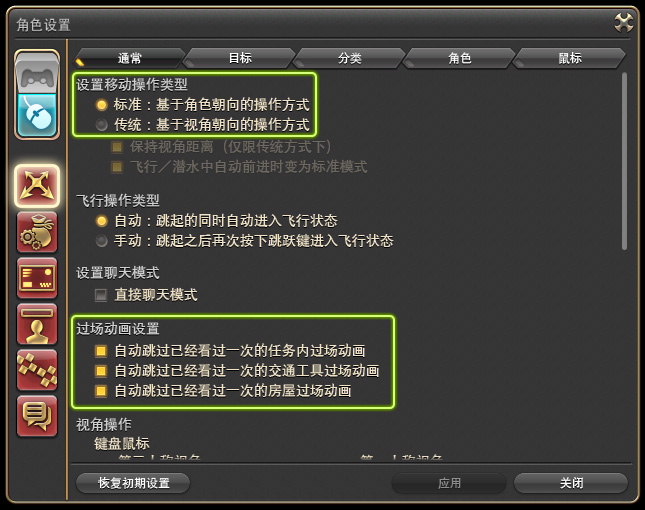 角色设置
通常 目标 分类 角色 鼠标
设置移动操作类型
标准：基于角色朝向的操作方式
传统：基于视角朝向的操作方式
保持视角距离（仅限传统方式下）
飞行／潜水中自动前进时变为标准模式
飞行操作类型
自动：跳起的同时自动进入飞行状态
手动：跳起之后再次按下跳跃键进入飞行状态
设置聊天模式
直接聊天模式
过场动画设置
自动跳过已经看过一次的任务内过场动画
自动跳过已经看过一次的交通工具过场动画
自动跳过已经看过一次的房屋过场动画
视角操作
键盘鼠标
恢复初期设置 应用 关闭